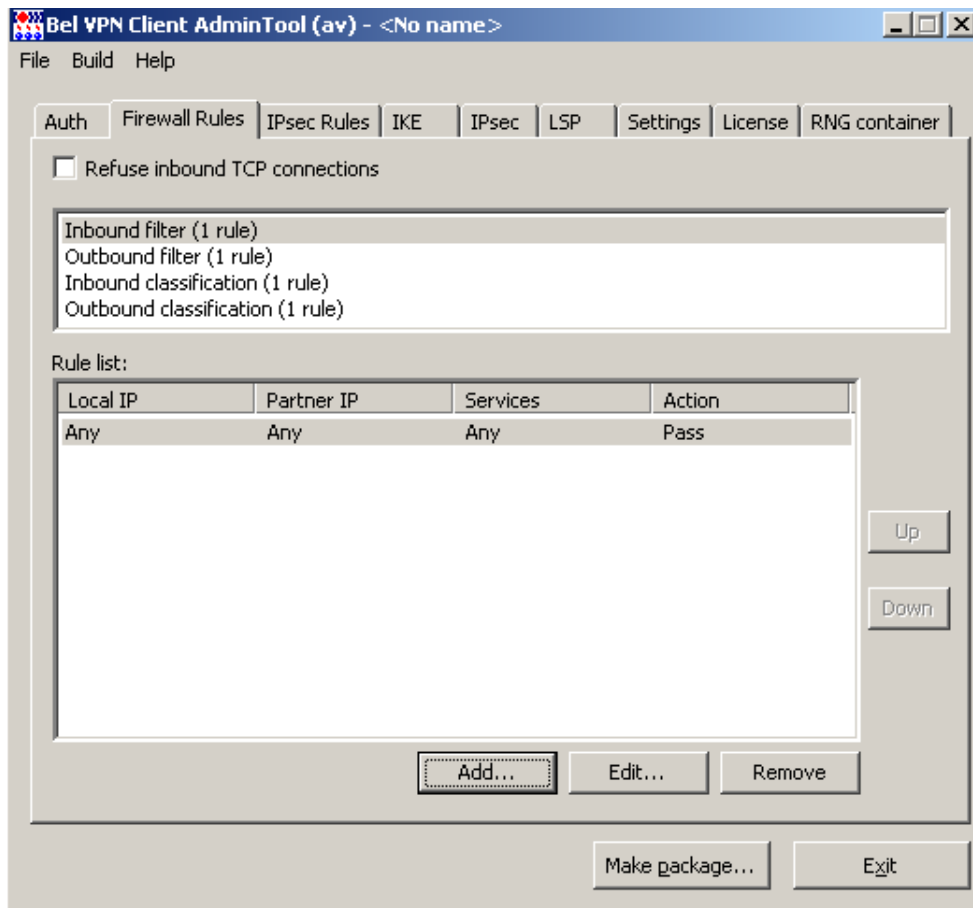 Bel VPN Client AdminTool (av) - <No name>
File Build Help
Auth Firewall Rules IPsec Rules IKE IPsec LSP Settings License RNG container
Refuse inbound TCP connections
Inbound filter (1 rule)
Outbound filter (1 rule)
Inbound classification (1 rule)
Outbound classification (1 rule)
Rule list:
Local IP Partner IP Services Action
Any Any Any Pass
Up
Down
Add... Edit... Remove
Make package... Exit